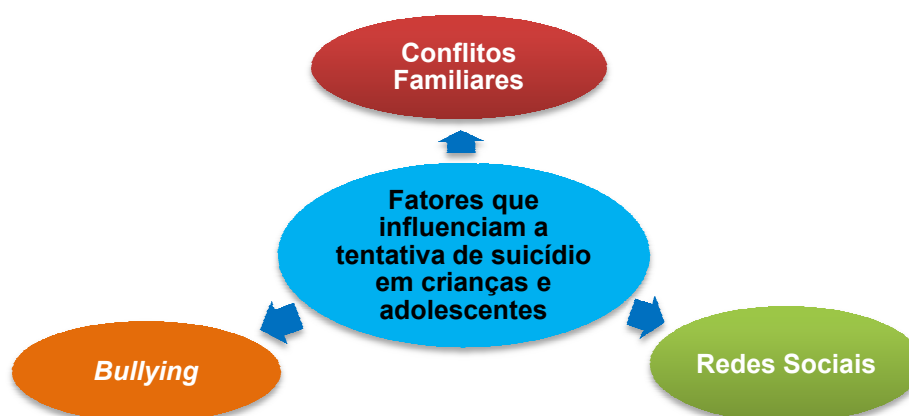 Conflitos
Familiares
Fatores que
influenciam a
tentativa de suicídio
em crianças e
adolescentes
Bullying
Redes Sociais